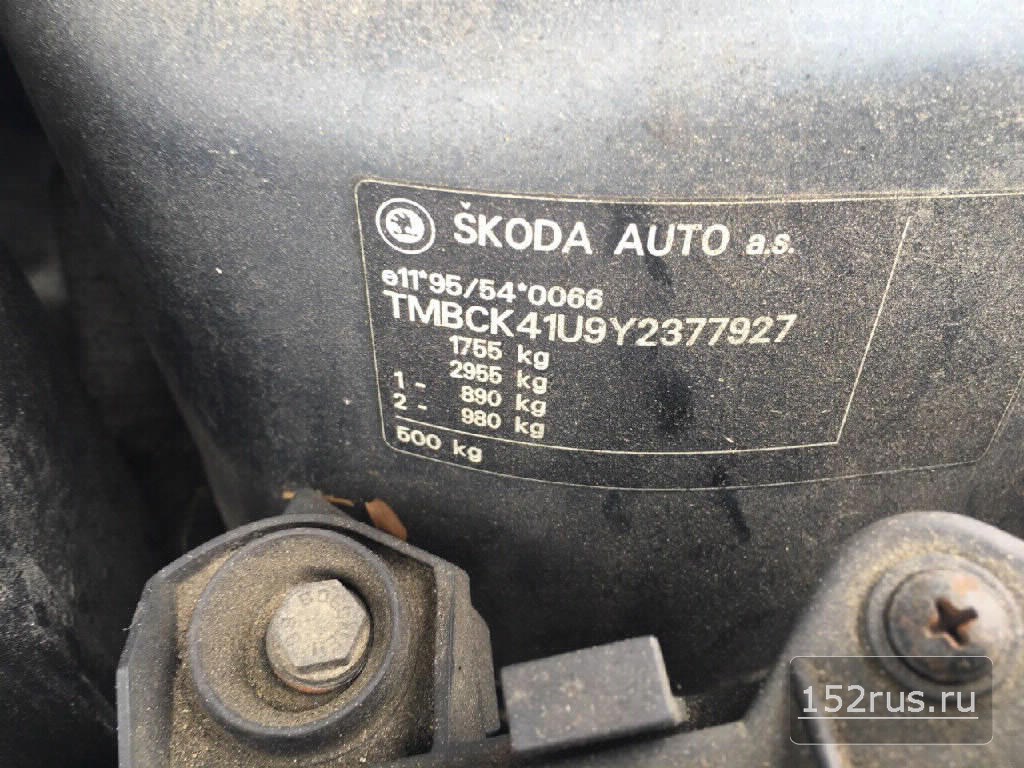 ŠKODA AUTO a.s.
e11*95/54*0066
TMBCK41U9Y2377927
1755 kg
2955 kg
1 - 890 kg
2 - 980 kg
500 kg
152rus.ru